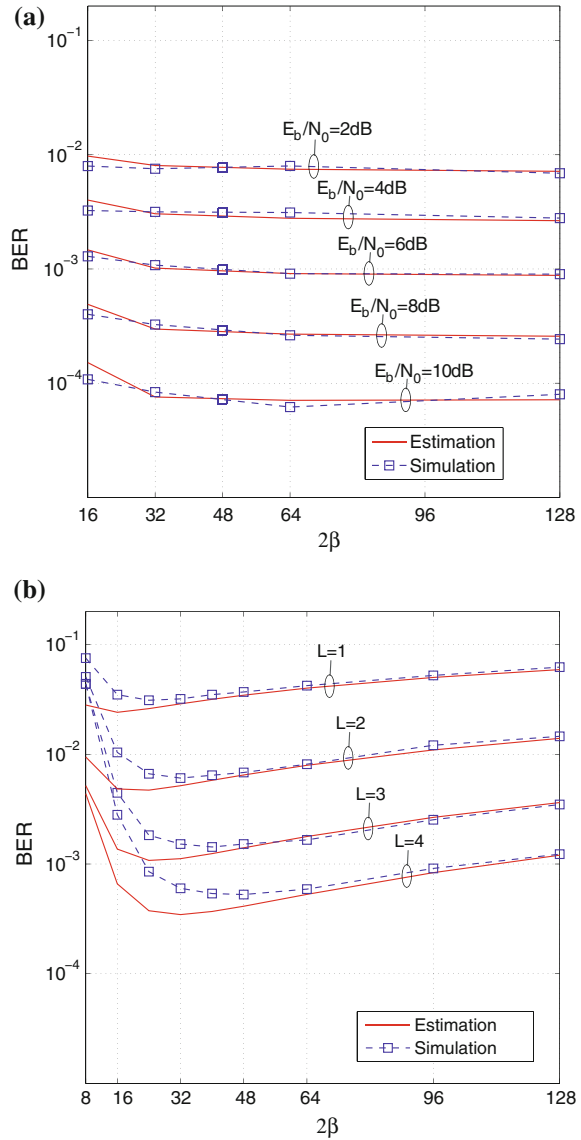 (a)
10^-1
10^-2
10^-3
10^-4
BER
E_b/N_0=2dB
E_b/N_0=4dB
E_b/N_0=6dB
E_b/N_0=8dB
E_b/N_0=10dB
Estimation
Simulation
16 32 48 64 96 128
2β
(b)
10^-1
10^-2
10^-3
10^-4
BER
L=1
L=2
L=3
L=4
Estimation
Simulation
8 16 32 48 64 96 128
2β